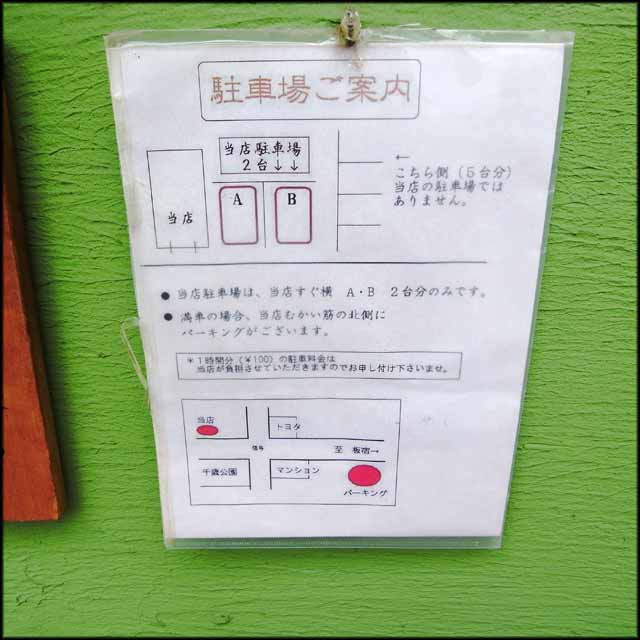 駐車場ご案内
当店駐車場
2台↓↓
当店
A
B
←
こちら側（5台分）
当店の駐車場では
ありません。
● 当店駐車場は、当店すぐ横 A・B 2台分のみです。
● 満車の場合、当店むかい筋の北側に
パーキングがございます。
＊1時間分（¥100）の駐車料金は
当店が負担させていただきますのでお申し付け下さいませ。
当店
トヨタ
信号
至 板宿→
千歳公園
マンション
パーキング